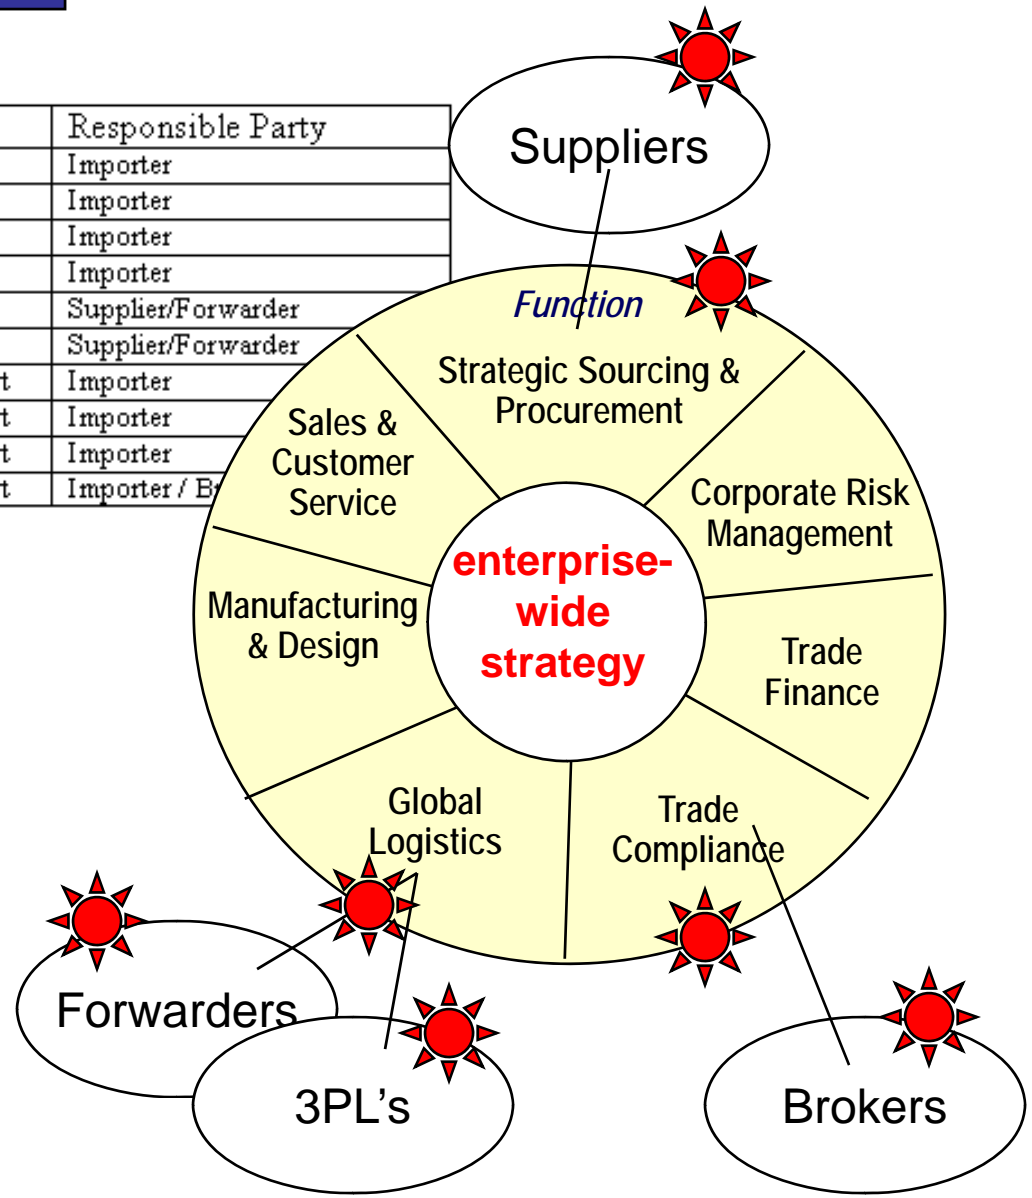 Responsible Party
Importer
Importer
Importer
Importer
Supplier/Forwarder
Supplier/Forwarder
t Importer
t Importer
t Importer
t Importer /
Suppliers
Function
Strategic Sourcing &
Procurement
Sales &
Customer
Service
Corporate Risk
Management
enterprise-
wide
strategy
Manufacturing
& Design
Trade
Finance
Global
Logistics
Trade
Compliance
Forwarders
3PL's
Brokers